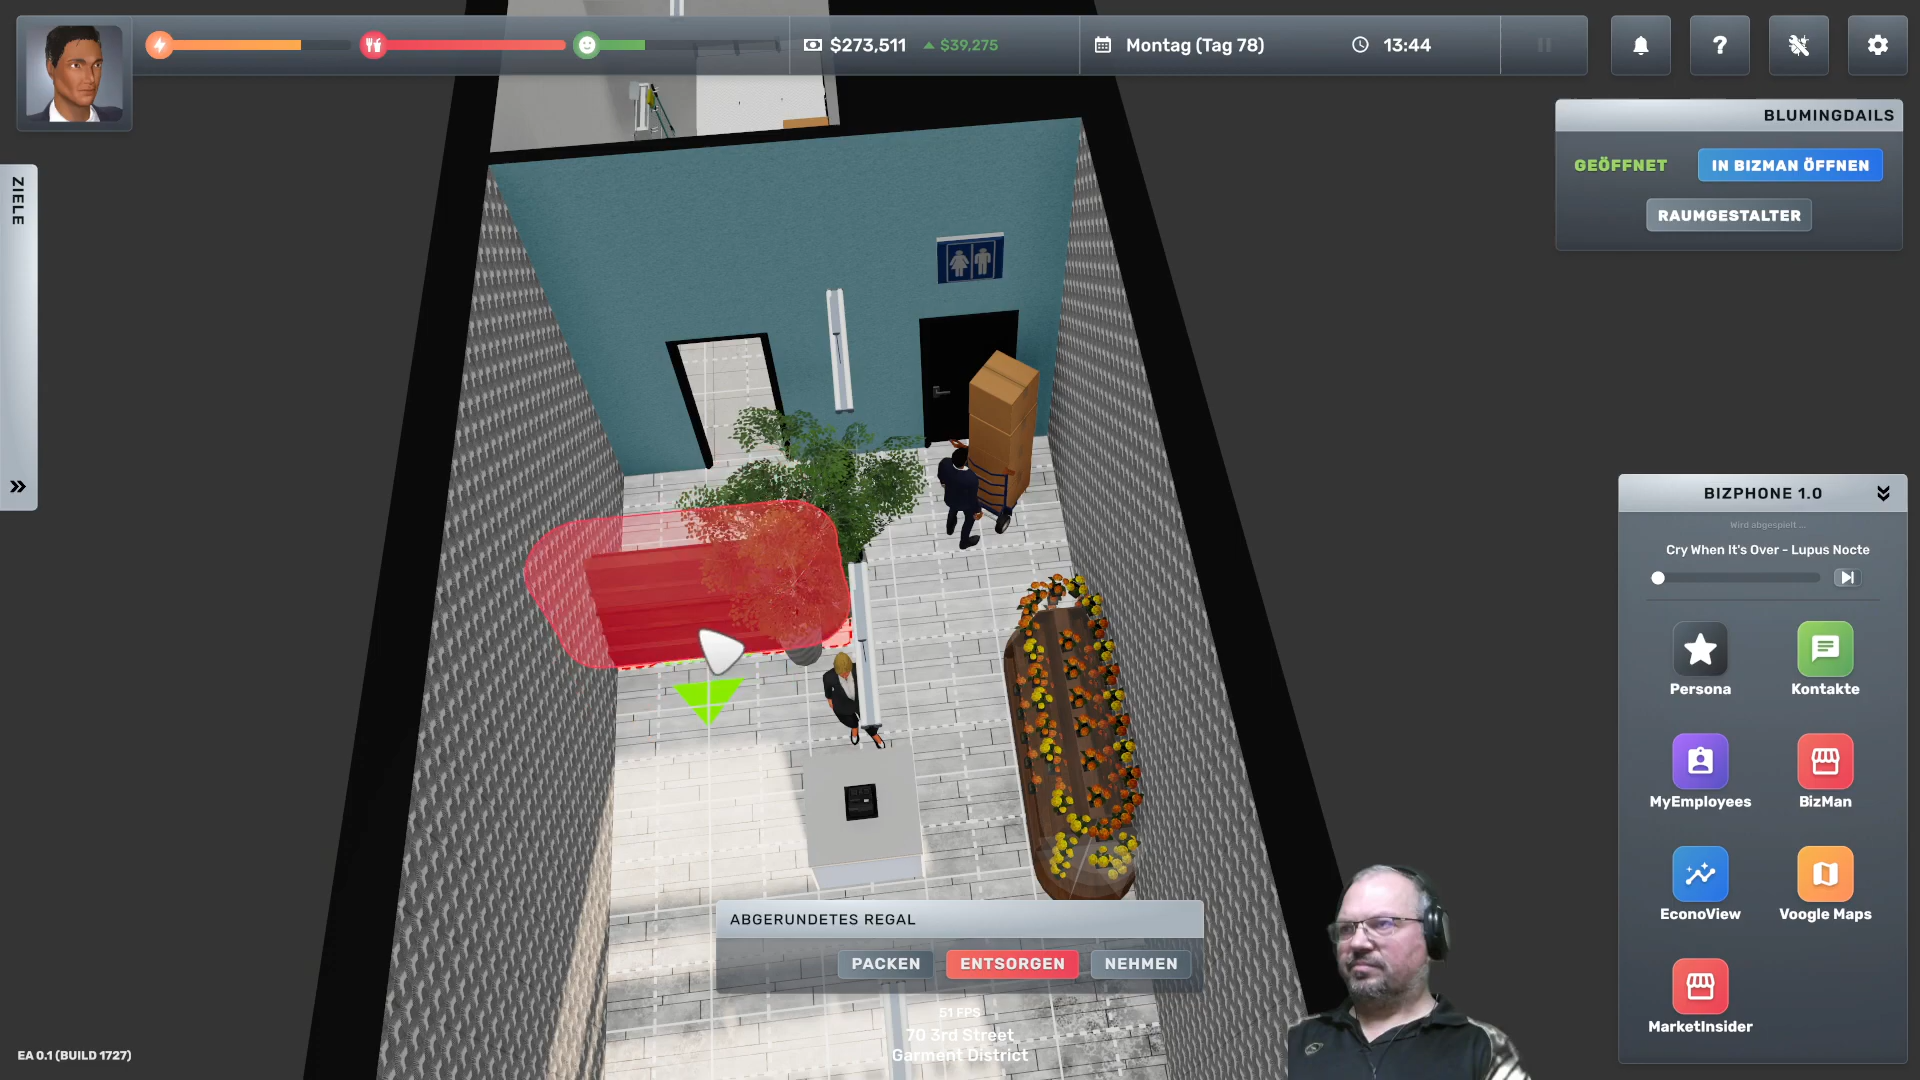 $273,511
$39,275
Montag (Tag 78)
13:44
?
BLUMINGDAILS
GEÖFFNET
IN BIZMAN ÖFFNEN
RAUMGESTALTER
ZIELE
BIZPHONE 1.0
Wird abgespielt ...
Cry When It's Over - Lupus Nocte
Persona
Kontakte
MyEmployees
BizMan
EconoView
Voogle Maps
MarketInsider
ABGERUNDETES REGAL
PACKEN
ENTSORGEN
NEHMEN
51 FPS
70 3rd Street
Garment District
EA 0.1 (BUILD 1727)